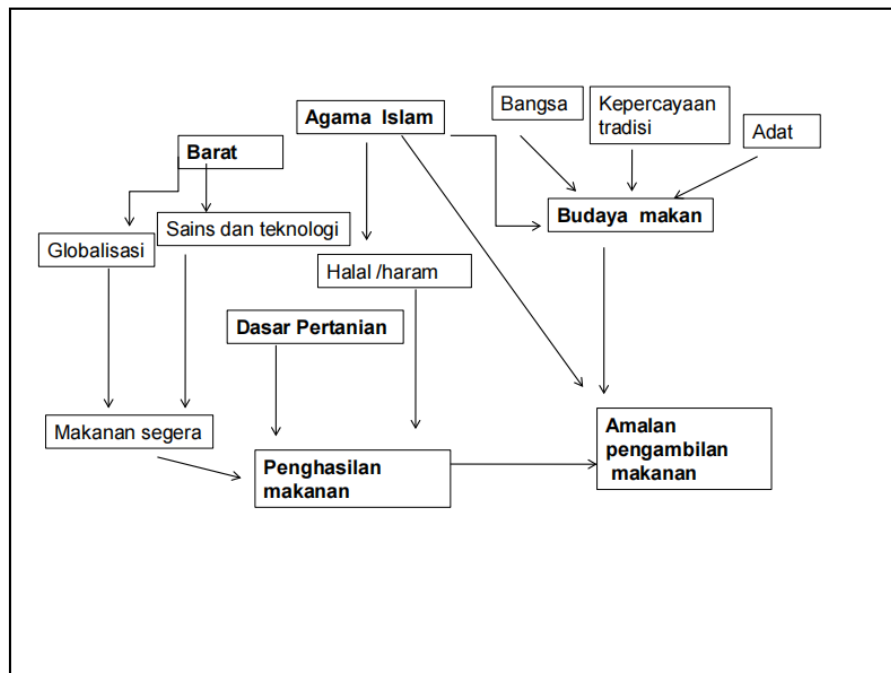 Bangsa
Kepercayaan
tradisi
Agama Islam
Adat
Barat
Budaya makan
Sains dan teknologi
Globalisasi
Halal /haram
Dasar Pertanian
Makanan segera
Amalan
pengambilan
makanan
Penghasilan
makanan